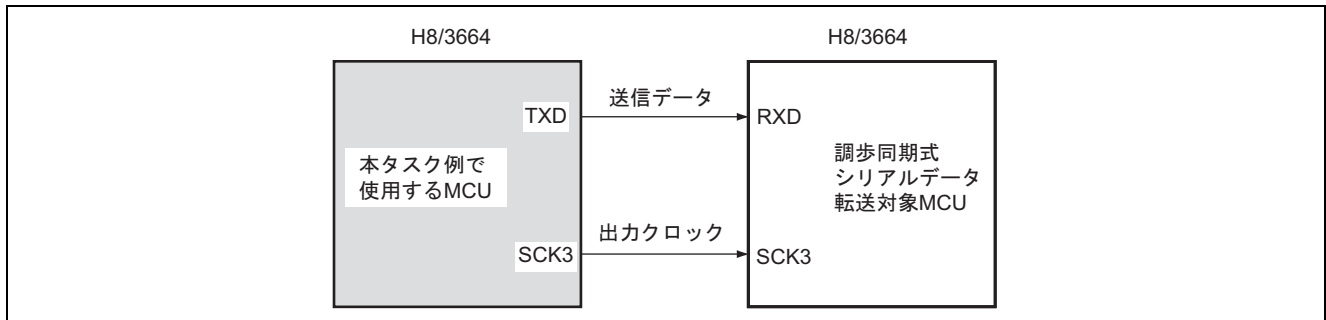 H8/3664
H8/3664
TXD
送信データ
RXD
本タスク例で
使用するMCU
調歩同期式
シリアルデータ
転送対象MCU
SCK3
出力クロック
SCK3